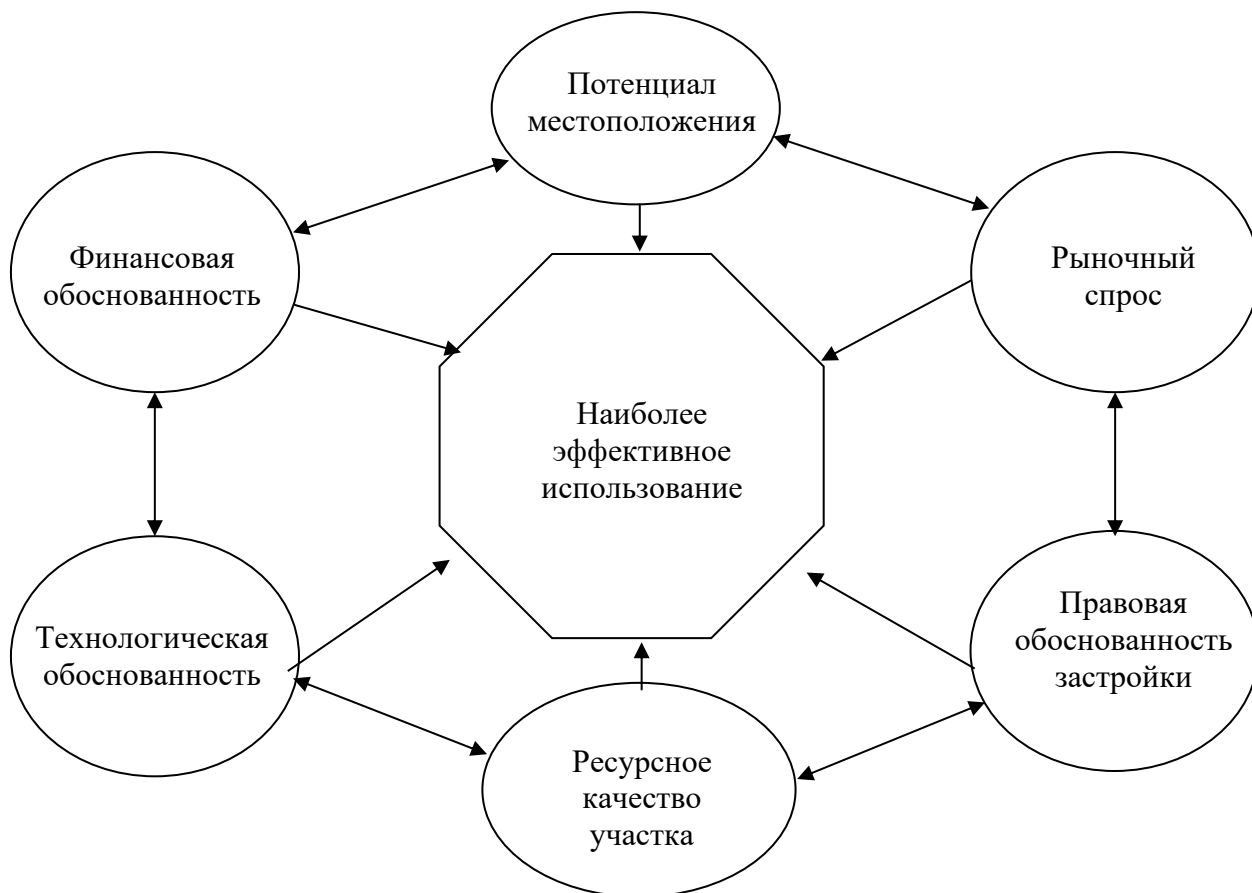 Потенциал
местоположения
Финансовая
обоснованность
Рыночный
спрос
Наиболее
эффективное
использование
Технологическая
обоснованность
Правовая
обоснованность
застройки
Ресурсное
качество
участка